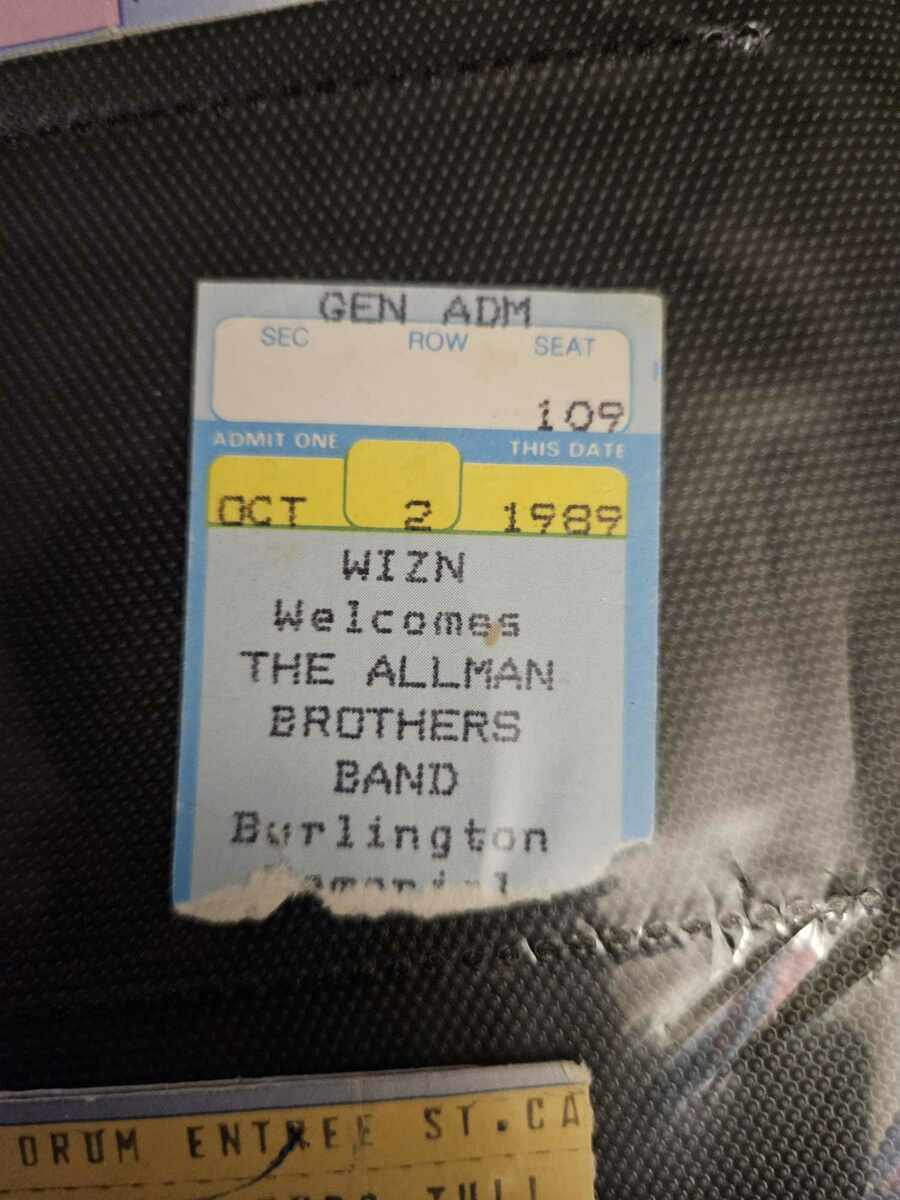 GEN ADM
SEC ROW SEAT
109
ADMIT ONE THIS DATE
OCT 2 1989
WIZN
Welcomes
THE ALLMAN
BROTHERS
BAND
Burlington
ORUM ENTREE ST.CA
TULL